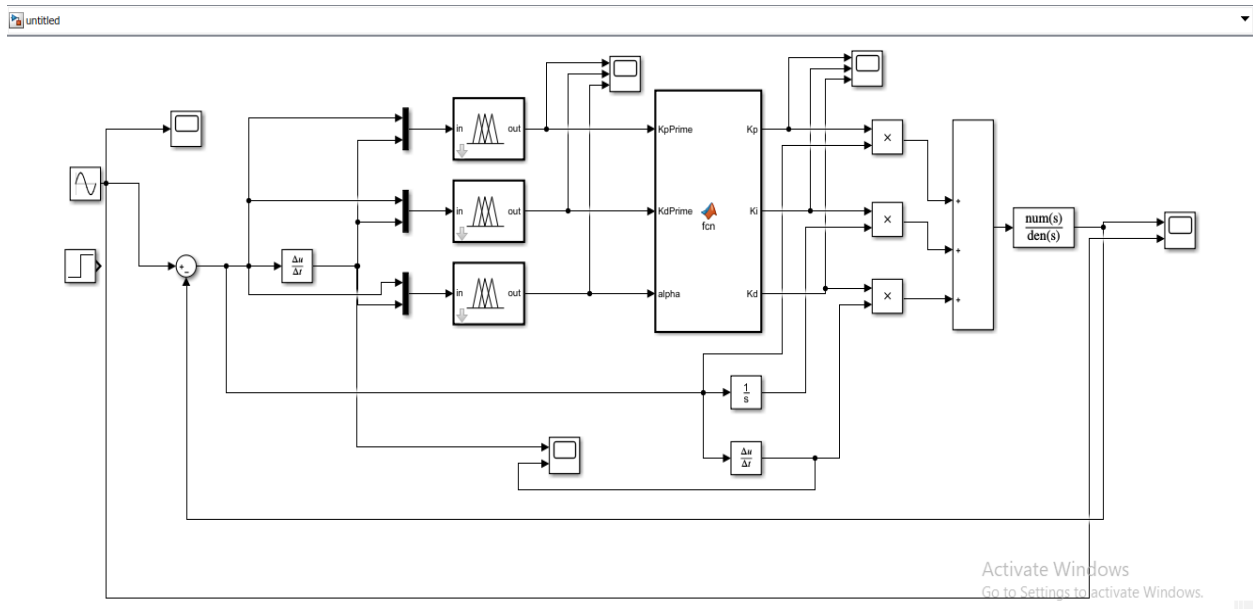 untitled
in out
KpPrime
Kp
×
in out
KdPrime
fcn
Ki
×
+
num(s)
den(s)
+
-
Δu
Δt
+
in out
alpha
Kd
×
+
1
s
Δu
Δt
Activate Windows
Go to Settings to activate Windows.